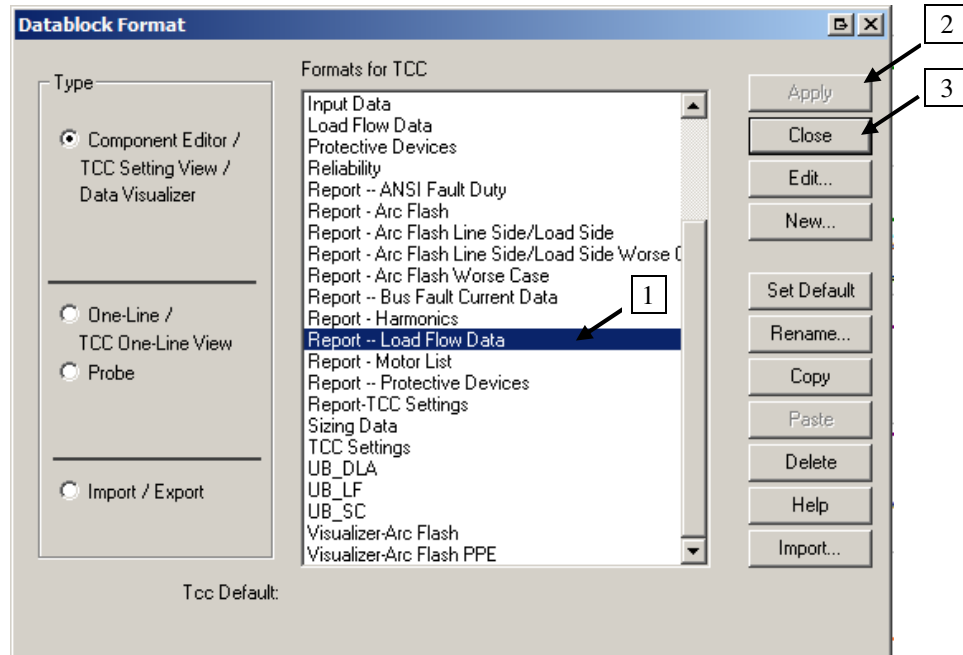 Datablock Format
2
Type
Component Editor /
TCC Setting View /
Data Visualizer
One-Line /
TCC One-Line View
Probe
Import / Export
Formats for TCC
Input Data
Load Flow Data
Protective Devices
Reliability
Report -- ANSI Fault Duty
Report - Arc Flash
Report - Arc Flash Line Side/Load Side
Report - Arc Flash Line Side/Load Side Worse C
Report - Arc Flash Worse Case
Report -- Bus Fault Current Data
Report - Harmonics
Report -- Load Flow Data
Report - Motor List
Report -- Protective Devices
Report-TCC Settings
Sizing Data
TCC Settings
UB_DLA
UB_LF
UB_SC
Visualizer-Arc Flash
Visualizer-Arc Flash PPE
1
Apply
3
Close
Edit...
New...
Set Default
Rename...
Copy
Paste
Delete
Help
Import...
Tcc Default: